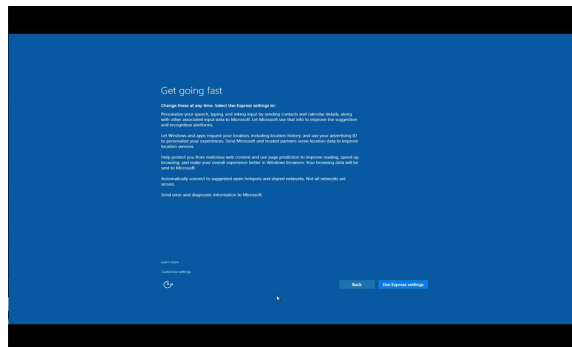 Get going fast
Change these at any time. Select Use Express settings to:
Personalize your speech, typing, and inking input by sending contacts and calendar details, along
with other associated input data to Microsoft. Let Microsoft use that info to improve the suggestion
and recognition platforms.
Let Windows and apps request your location, including location history, and use your advertising ID
to personalize your experiences. Send Microsoft and trusted partners some location data to improve
location services.
Help protect you from malicious web content and use page prediction to improve reading, speed up
browsing, and make your overall experience better in Windows browsers. Your browsing data will be
sent to Microsoft.
Automatically connect to suggested open hotspots and shared networks. Not all networks are
secure.
Send error and diagnostic information to Microsoft.
Learn more
Customize settings
Back
Use Express settings